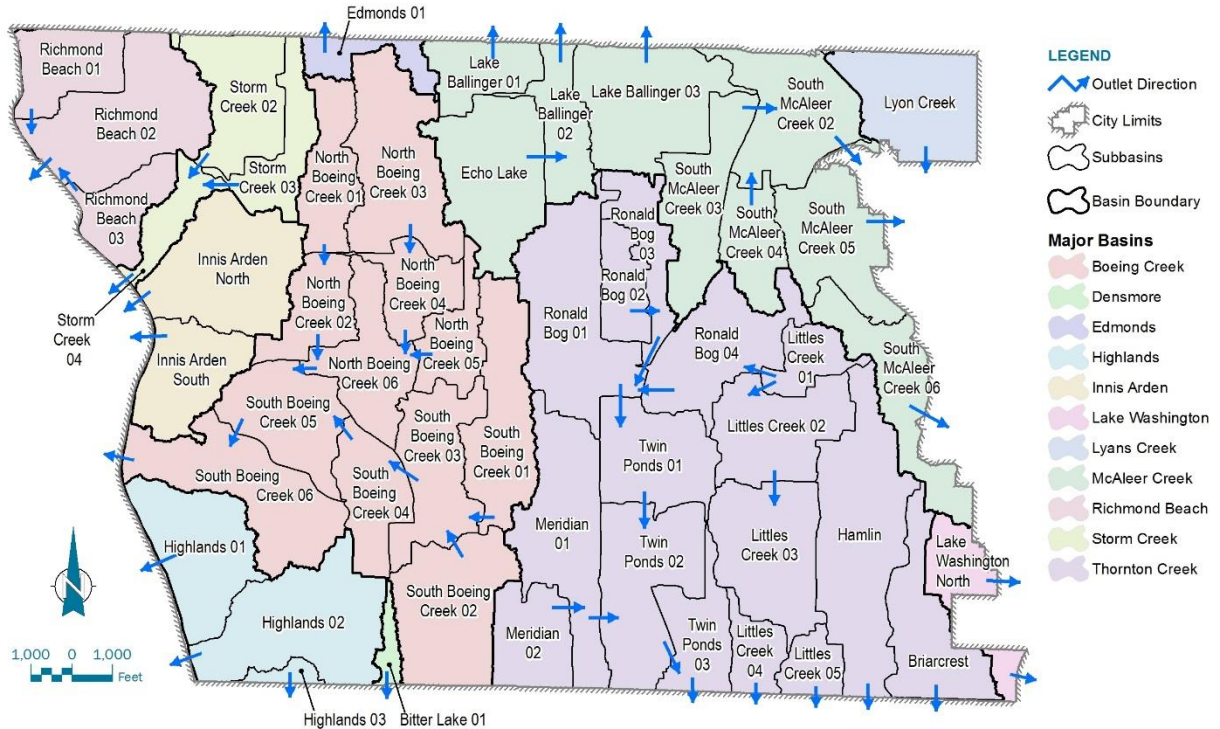 Edmonds 01
Richmond
Beach 01
Storm
Creek 02
Lake
Ballinger 01
Lake
Ballinger
02
Lake Ballinger 03
South
McAleer
Creek 02
Lyon Creek
Richmond
Beach 02
Storm
Creek 03
North
Boeing
Creek 01
North
Boeing
Creek 03
Echo Lake
South
McAleer
Creek 03
South
McAleer
Creek 04
South
McAleer
Creek 05
Richmond
Beach
03
Ronald
Bog
03
Innis Arden
North
Storm
Creek
04
North
Boeing
Creek 02
North
Boeing
Creek 04
Ronald
Bog 02
Ronald
Bog 01
Ronald
Bog 04
Littles
Creek
01
North
Boeing
Creek 05
North Boeing
Creek 06
Innis Arden
South
South
McAleer
Creek 06
South Boeing
Creek 05
South
Boeing
Creek 03
South
Boeing
Creek 01
Littles Creek 02
Twin
Ponds 01
South Boeing
Creek 06
South
Boeing
Creek 04
Meridian
01
Twin
Ponds 02
Littles
Creek 03
Hamlin
Highlands 01
Lake
Washington
North
South Boeing
Creek 02
Highlands 02
Meridian
02
Twin
Ponds
03
Littles
Creek
04
Littles
Creek 05
Briarcrest
Highlands 03
Bitter Lake 01
N
1,000 0 1,000
Feet
LEGEND
Outlet Direction
City Limits
Subbasins
Basin Boundary
Major Basins
Boeing Creek
Densmore
Edmonds
Highlands
Innis Arden
Lake Washington
Lyans Creek
McAleer Creek
Richmond Beach
Storm Creek
Thornton Creek